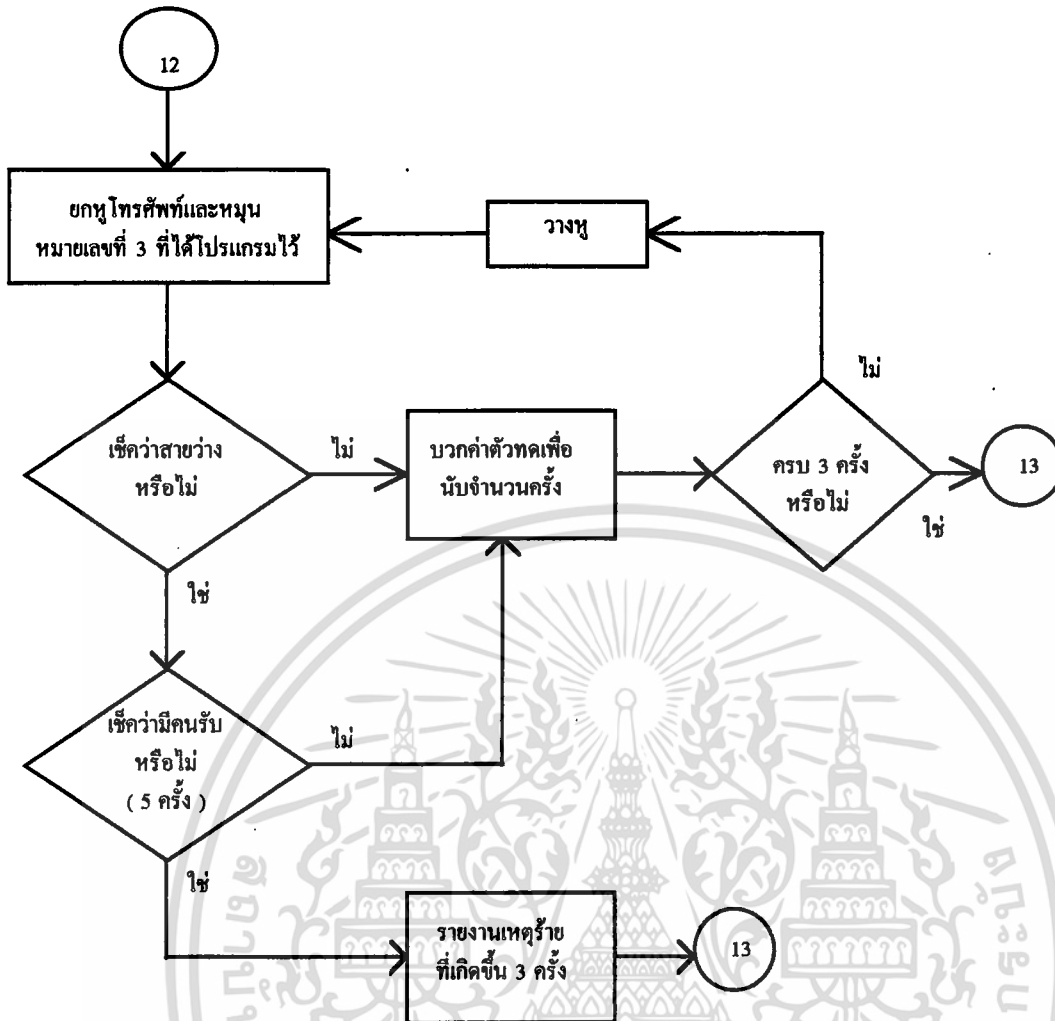 12
ยกหูโทรศัพท์และหมุน
หมายเลขที่ 3 ที่ได้โปรแกรมไว้
วางหู
ไม่
เช็คว่าสายว่าง
หรือไม่
ไม่
บวกค่าตัวทดเพื่อ
นับจำนวนครั้ง
ครบ 3 ครั้ง
หรือไม่
13
ใช่
ใช่
เช็คว่ามีคนรับ
หรือไม่
( 5 ครั้ง )
ไม่
ใช่
รายงานเหตุร้าย
ที่เกิดขึ้น 3 ครั้ง
13